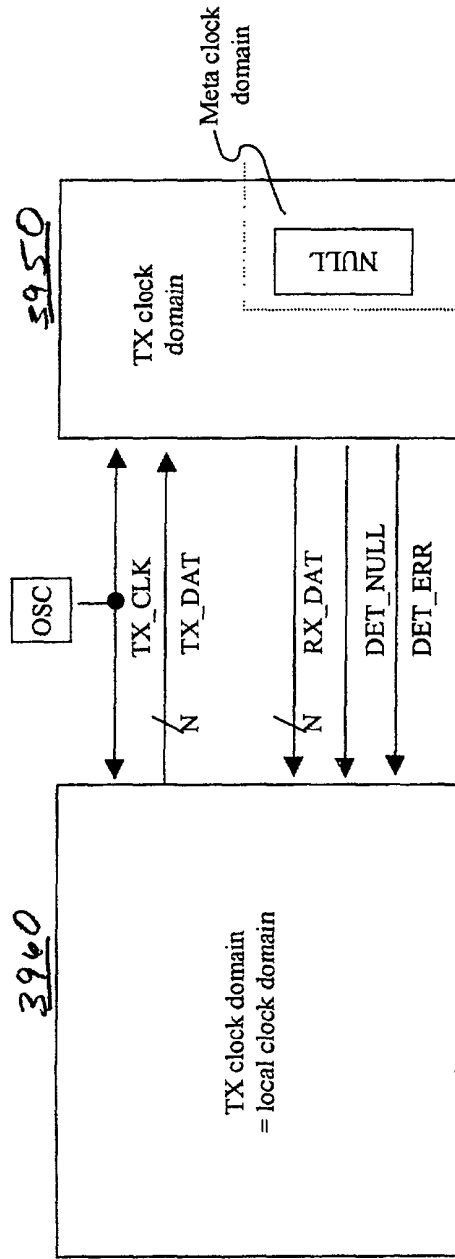 3960
TX clock domain
= local clock domain
OSC
TX_CLK
TX_DAT
N
RX_DAT
N
DET_NULL
DET_ERR
3950
TX clock
domain
NULL
Meta clock
domain